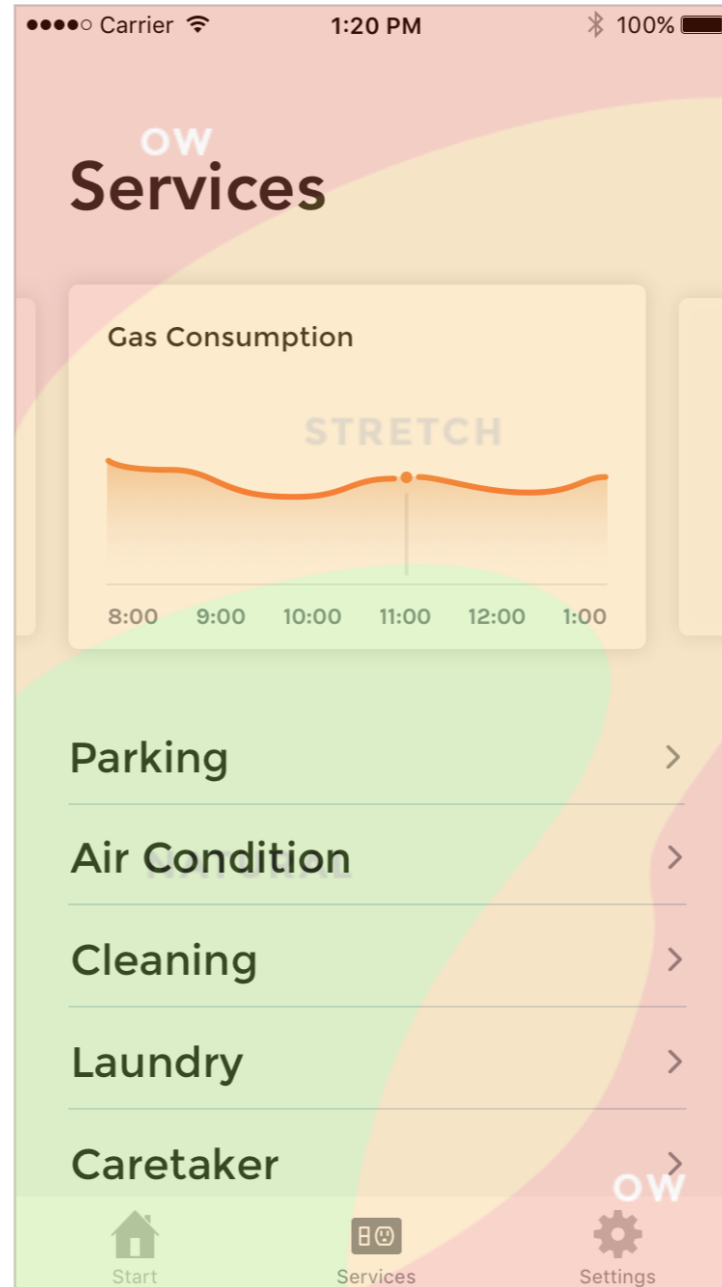 Carrier 1:20 PM 100%
OW
Services
Gas Consumption
STRETCH
8:00 9:00 10:00 11:00 12:00 1:00
Parking
Air Condition
NATURAL
Cleaning
Laundry
Caretaker
OW
Start Services Settings